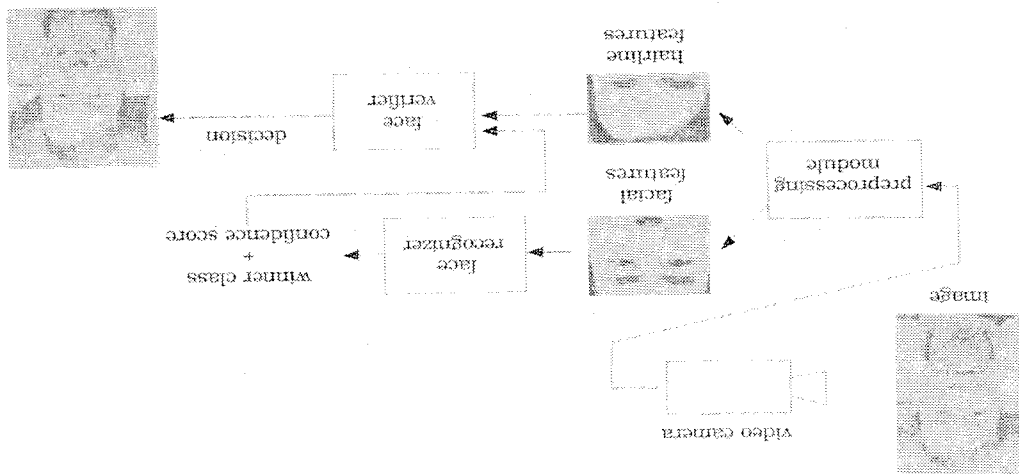 video camera
image
preprocessing
module
facial
features
face
recognizer
winner class
+
confidence score
hairline
features
face
verifier
decision